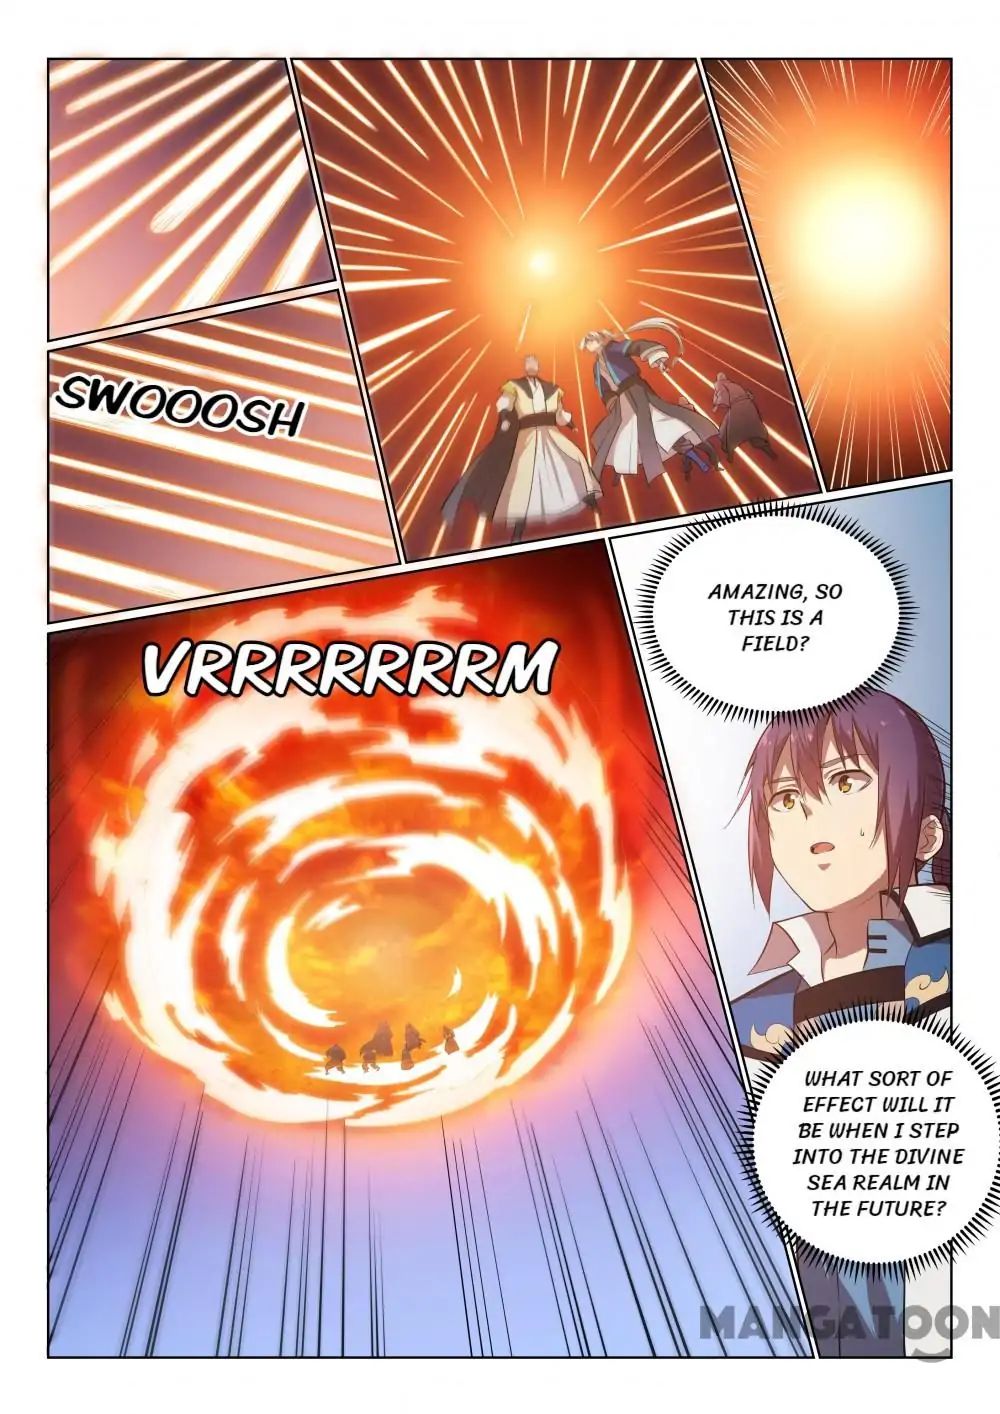 SWOOOSH
VRRRRRRRM
AMAZING, SO
THIS IS A
FIELD?
WHAT SORT OF
EFFECT WILL IT
BE WHEN I STEP
INTO THE DIVINE
SEA REALM IN
THE FUTURE?
MANGATOON